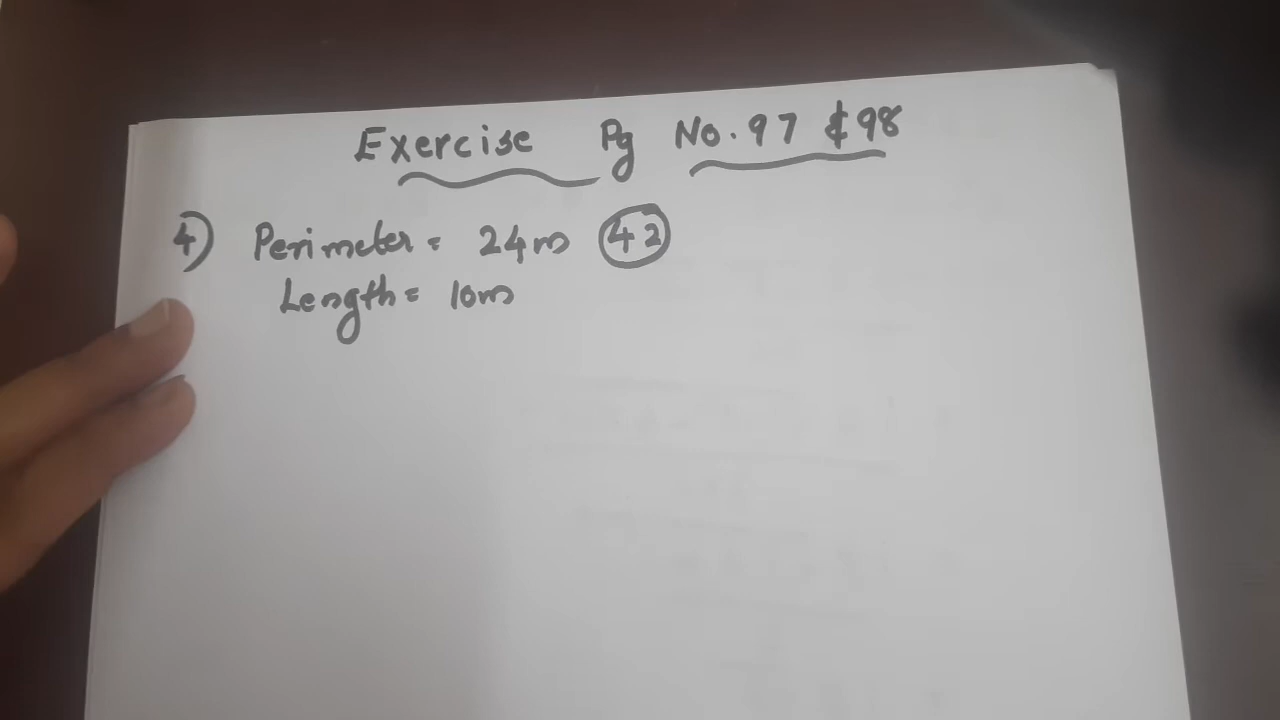 Exercise Pg No. 97 & 98
4) Perimeter = 24m 42
Length = 10m